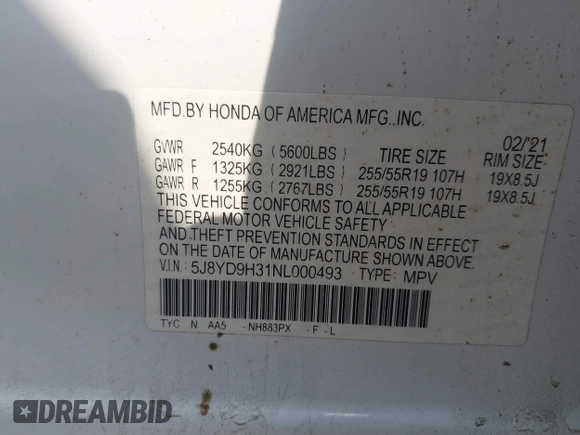 MFD.BY HONDA OF AMERICA MFG.,INC.
02/'21
GVWR 2540KG (5600LBS) TIRE SIZE RIM SIZE
GAWR F 1325KG (2921LBS) 255/55R19 107H 19X8.5J
GAWR R 1255KG (2767LBS) 255/55R19 107H 19X8.5J
THIS VEHICLE CONFORMS TO ALL APPLICABLE
FEDERAL MOTOR VEHICLE SAFETY
AND THEFT PREVENTION STANDARDS IN EFFECT
ON THE DATE OF MANUFACTURE SHOWN ABOVE.
V.I.N.: 5J8YD9H31NL000493 TYPE: MPV
TYC N AA5 -NH883PX -F -L
DREAMBID